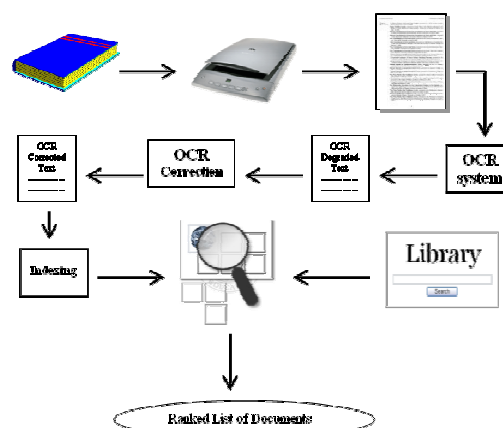 OCR
Corrected
Text
OCR
Correction
OCR
Degraded
Text
OCR
system
Indexing
Library
Search
Ranked List of Documents